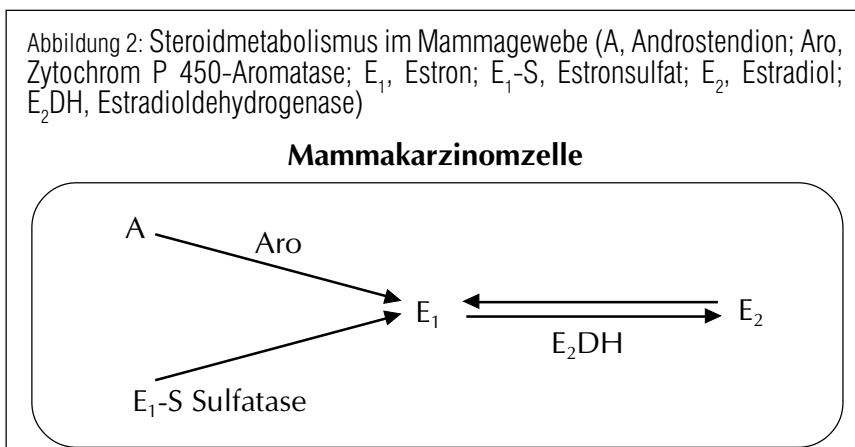 Abbildung 2: Steroidmetabolismus im Mammagewebe (A, Androstendion; Aro,
Zytochrom P 450-Aromatase; E₁, Estron; E₁-S, Estronsulfat; E₂, Estradiol;
E₂DH, Estradioldehydrogenase)
Mammakarzinomzelle
A
Aro
E₁
E₂
E₂DH
E₁-S Sulfatase